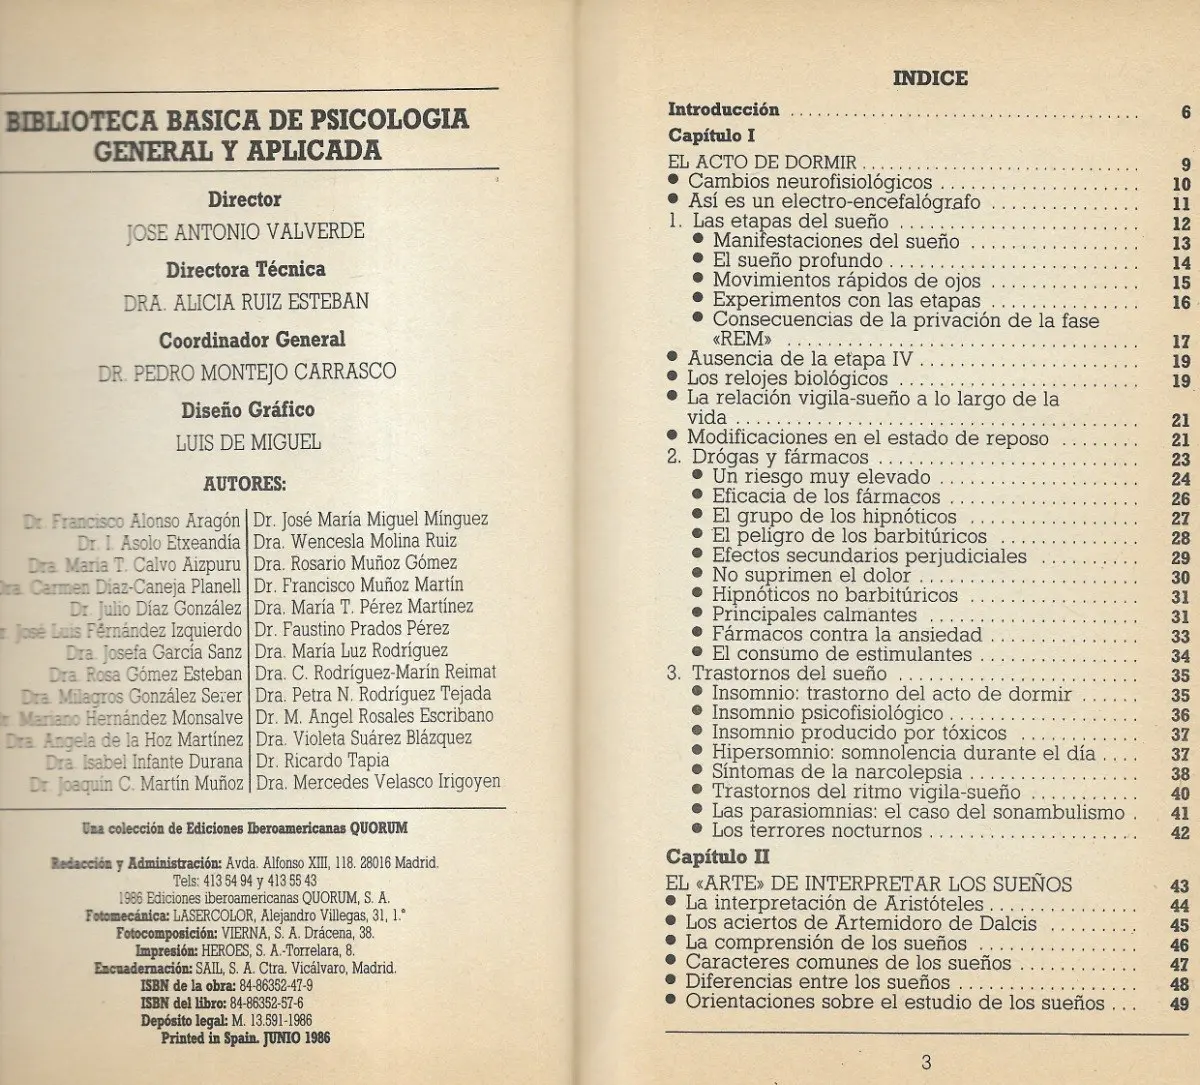 BIBLIOTECA BASICA DE PSICOLOGIA
GENERAL Y APLICADA
Director
JOSE ANTONIO VALVERDE
Directora Técnica
DRA. ALICIA RUIZ ESTEBAN
Coordinador General
DR. PEDRO MONTEJO CARRASCO
Diseño Gráfico
LUIS DE MIGUEL
AUTORES:
Dr. Francisco Alonso Aragón
Dr. I. Asolo Etxeandía
Dra. María T. Calvo Aizpuru
Dra. Carmen Díaz-Caneja Planell
Dr. Julio Díaz González
Dr. José Luis Férnández Izquierdo
Dra. Josefa García Sanz
Dra. Rosa Gómez Esteban
Dra. Milagros González Serer
Dr. Mariano Hernández Monsalve
Dra. Angela de la Hoz Martínez
Dra. Isabel Infante Durana
Dr. Joaquin C. Martín Muñoz
Dr. José María Miguel Mínguez
Dra. Wencesla Molina Ruiz
Dra. Rosario Muñoz Gómez
Dr. Francisco Muñoz Martín
Dra. María T. Pérez Martínez
Dr. Faustino Prados Pérez
Dra. María Luz Rodríguez
Dra. C. Rodríguez-Marín Reimat
Dra. Petra N. Rodríguez Tejada
Dr. M. Angel Rosales Escribano
Dra. Violeta Suárez Blázquez
Dr. Ricardo Tapia
Dra. Mercedes Velasco Irigoyen
Una colección de Ediciones Iberoamericanas QUORUM
Redacción y Administración: Avda. Alfonso XIII, 118. 28016 Madrid.
Tels: 413 54 94 y 413 55 43
1986 Ediciones iberoamericanas QUORUM, S. A.
Fotomecánica: LASERCOLOR, Alejandro Villegas, 31, 1.°
Fotocomposición: VIERNA, S. A. Drácena, 38.
Impresión: HEROES, S. A.-Torrelara, 8.
Encuadernación: SAIL, S. A. Ctra. Vicálvaro, Madrid.
ISBN de la obra: 84-86352-47-9
ISBN del libro: 84-86352-57-6
Depósito legal: M. 13.591-1986
Printed in Spain. JUNIO 1986
INDICE
Introducción ........ 6
Capítulo I
EL ACTO DE DORMIR ........ 9
● Cambios neurofisiológicos ........ 10
● Así es un electro-encefalógrafo ........ 11
1. Las etapas del sueño ........ 12
● Manifestaciones del sueño ........ 13
● El sueño profundo ........ 14
● Movimientos rápidos de ojos ........ 15
● Experimentos con las etapas ........ 16
● Consecuencias de la privación de la fase
«REM» ........ 17
● Ausencia de la etapa IV ........ 19
● Los relojes biológicos ........ 19
● La relación vigila-sueño a lo largo de la
vida ........ 21
● Modificaciones en el estado de reposo ........ 21
2. Drógas y fármacos ........ 23
● Un riesgo muy elevado ........ 24
● Eficacia de los fármacos ........ 26
● El grupo de los hipnóticos ........ 27
● El peligro de los barbitúricos ........ 28
● Efectos secundarios perjudiciales ........ 29
● No suprimen el dolor ........ 30
● Hipnóticos no barbitúricos ........ 31
● Principales calmantes ........ 31
● Fármacos contra la ansiedad ........ 33
● El consumo de estimulantes ........ 34
3. Trastornos del sueño ........ 35
● Insomnio: trastorno del acto de dormir ..... 35
● Insomnio psicofisiológico ........ 36
● Insomnio producido por tóxicos ........ 37
● Hipersomnio: somnolencia durante el día .... 37
● Síntomas de la narcolepsia ........ 38
● Trastornos del ritmo vigila-sueño ........ 40
● Las parasiomnias: el caso del sonambulismo . 41
● Los terrores nocturnos ........ 42
Capítulo II
EL «ARTE» DE INTERPRETAR LOS SUEÑOS 43
● La interpretación de Aristóteles ........ 44
● Los aciertos de Artemidoro de Dalcis ........ 45
● La comprensión de los sueños ........ 46
● Caracteres comunes de los sueños ........ 47
● Diferencias entre los sueños ........ 48
● Orientaciones sobre el estudio de los sueños ... 49
3